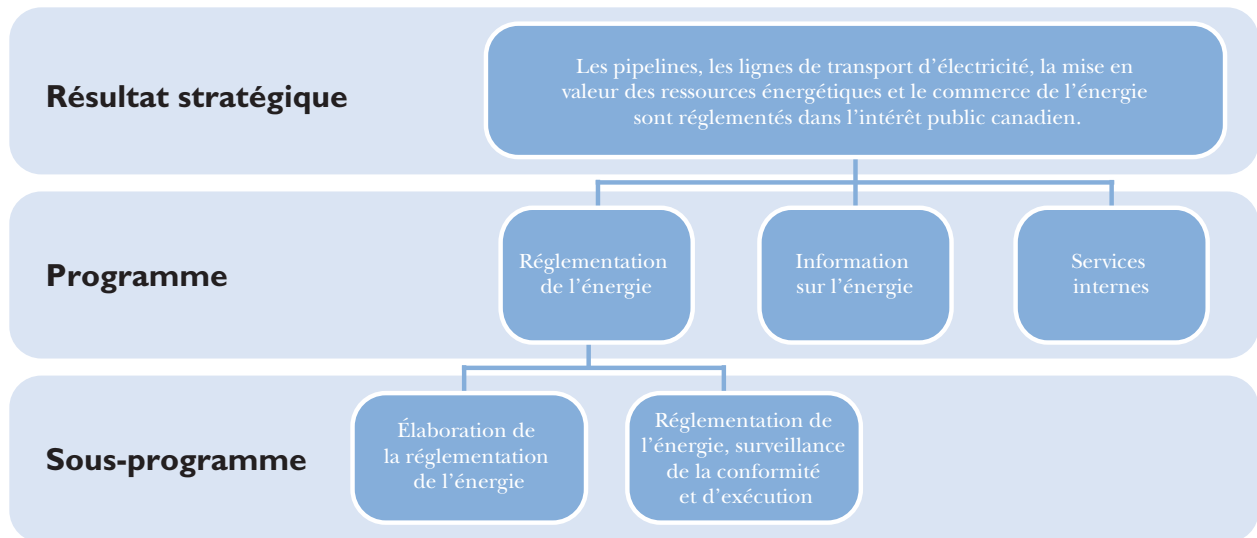 Résultat stratégique
Les pipelines, les lignes de transport d’électricité, la mise en
valeur des ressources énergétiques et le commerce de l’énergie
sont réglementés dans l’intérêt public canadien.
Programme
Réglementation
de l’énergie
Information
sur l’énergie
Services
internes
Sous-programme
Élaboration de
la réglementation
de l’énergie
Réglementation de
l’énergie, surveillance
de la conformité
et d’exécution